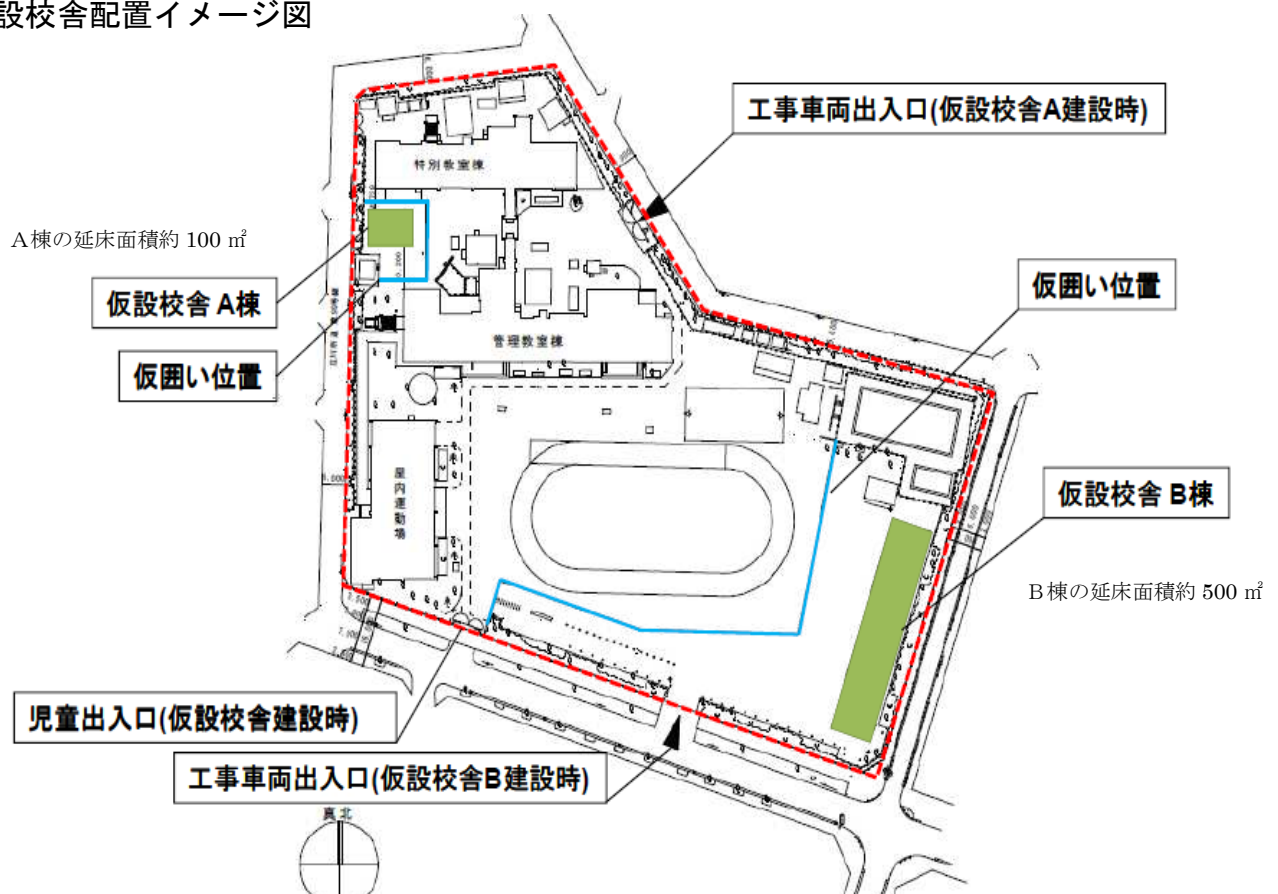 設校舎配置イメージ図
工事車両出入口(仮設校舎A建設時)
特別教室棟
A棟の延床面積約 100 ㎡
仮設校舎 A棟
仮囲い位置
仮囲い位置
管理教室棟
屋内運動場
仮設校舎 B棟
B棟の延床面積約 500 ㎡
児童出入口(仮設校舎建設時)
工事車両出入口(仮設校舎B建設時)
真北